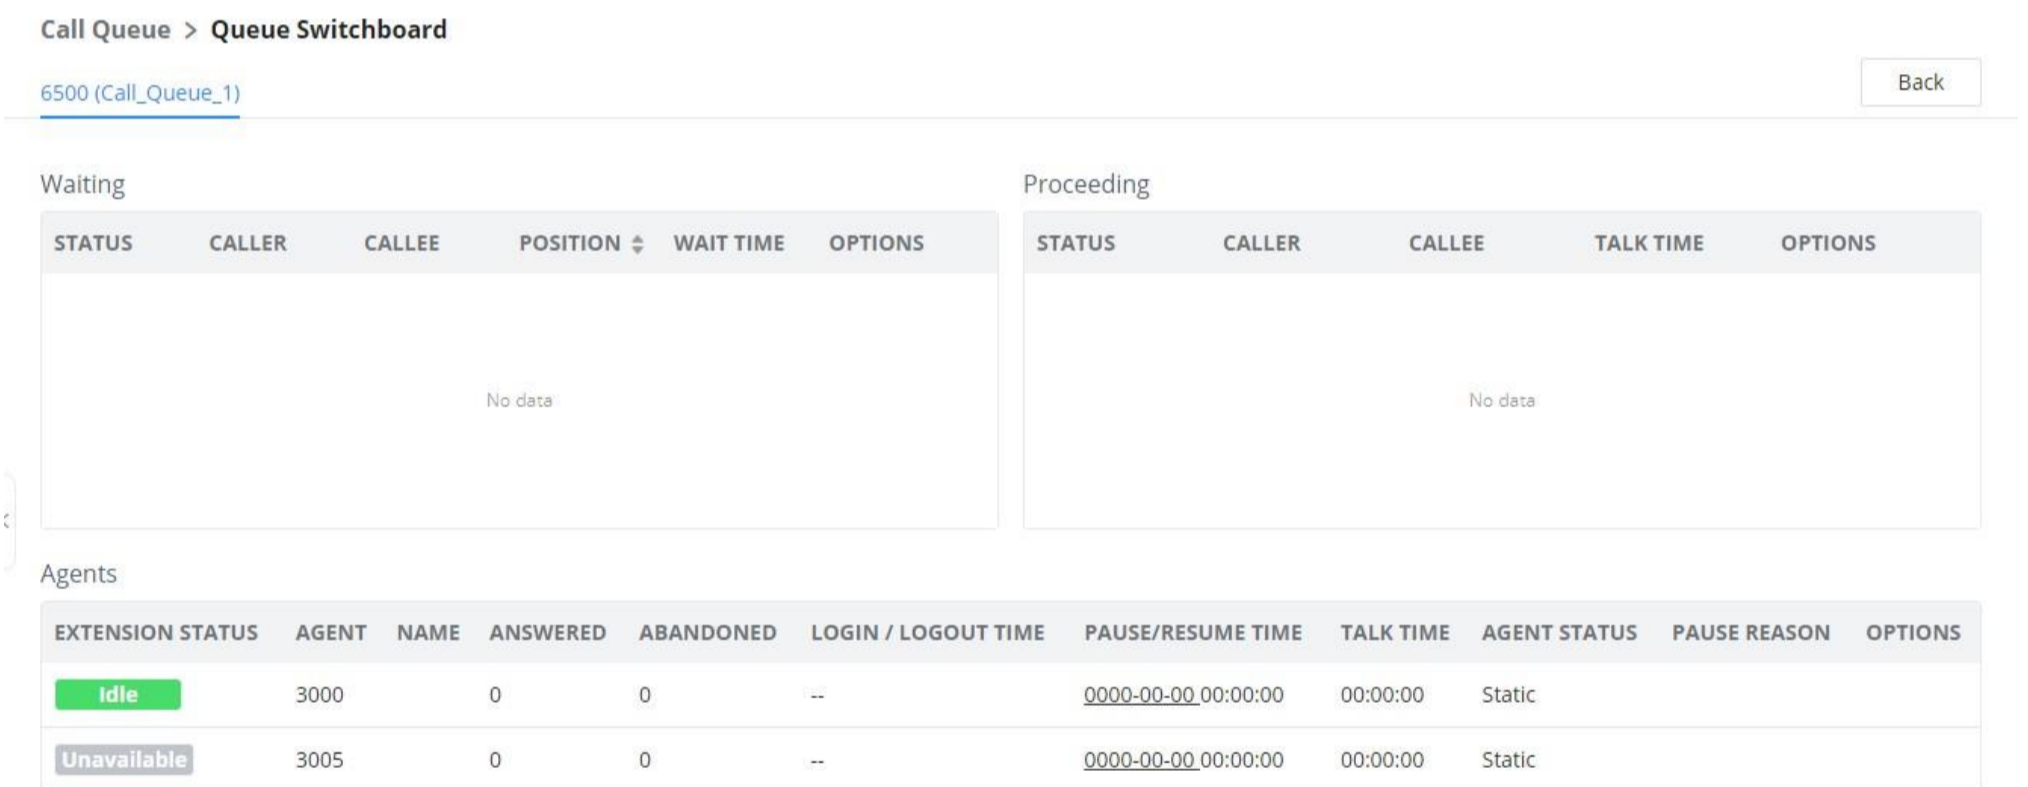 Call Queue > Queue Switchboard
6500 (Call_Queue_1)
Back
Waiting
STATUS CALLER CALLEE POSITION WAIT TIME OPTIONS
No data
Proceeding
STATUS CALLER CALLEE TALK TIME OPTIONS
No data
Agents
EXTENSION STATUS AGENT NAME ANSWERED ABANDONED LOGIN / LOGOUT TIME PAUSE/RESUME TIME TALK TIME AGENT STATUS PAUSE REASON OPTIONS
Idle 3000 0 0 -- 0000-00-00 00:00:00 00:00:00 Static
Unavailable 3005 0 0 -- 0000-00-00 00:00:00 00:00:00 Static